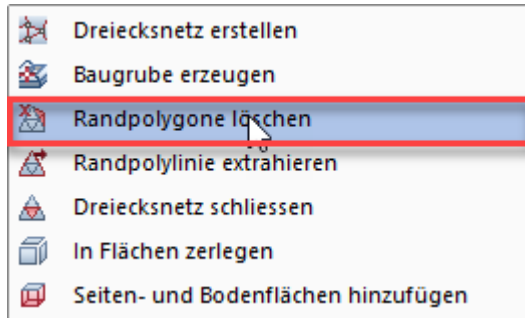 Dreiecksnetz erstellen
Baugrube erzeugen
Randpolygone löschen
Randpolylinie extrahieren
Dreiecksnetz schliessen
In Flächen zerlegen
Seiten- und Bodenflächen hinzufügen